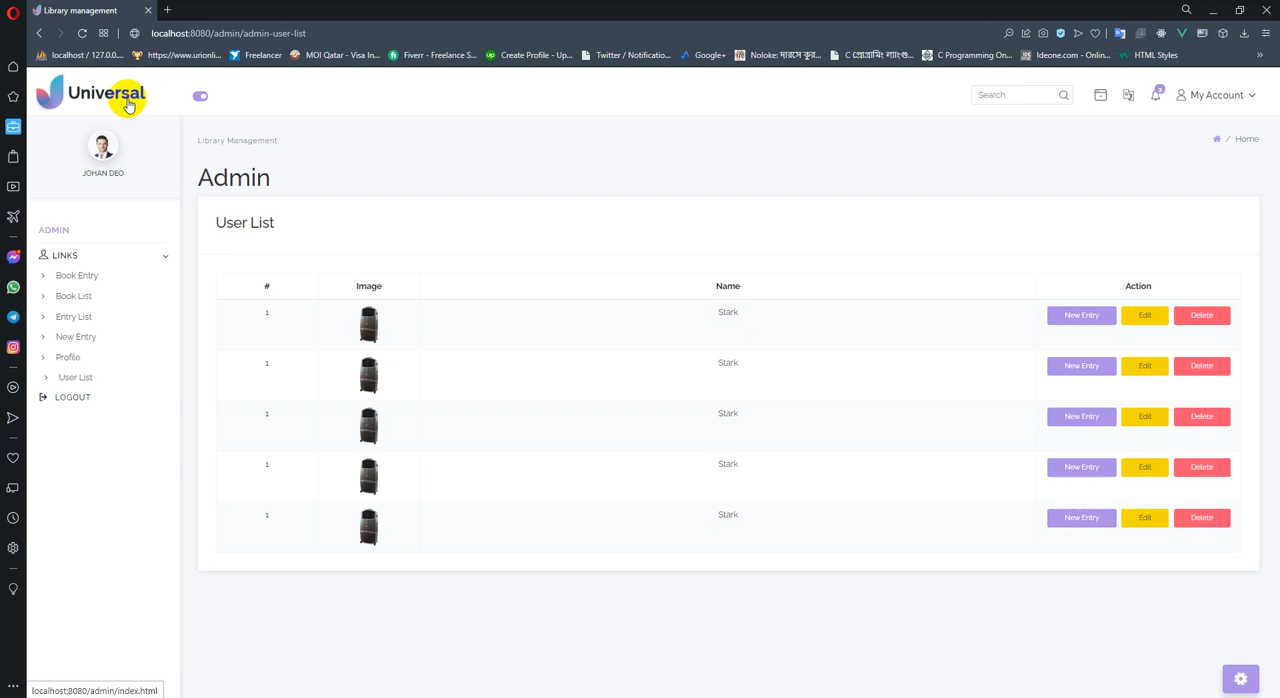 Library management
localhost:8080/admin/admin-user-list
localhost / 127.0.0.... https://www.urionli... Freelancer MOI Qatar - Visa In... Fiverr - Freelance S... Create Profile - Up... Twitter / Notificatio... Google+ Noloke: দারসে কুর... C প্রোগ্রামিং ল্যাংগু... C Programming On... Ideone.com - Onlin... HTML Styles
Universal
Search.
3
My Account
JOHAN DEO
Library Management
/ Home
Admin
ADMIN
LINKS
Book Entry
Book List
Entry List
New Entry
Profile
User List
LOGOUT
User List
# Image Name Action
1 Stark New Entry Edit Delete
1 Stark New Entry Edit Delete
1 Stark New Entry Edit Delete
1 Stark New Entry Edit Delete
1 Stark New Entry Edit Delete
localhost:8080/admin/index.html